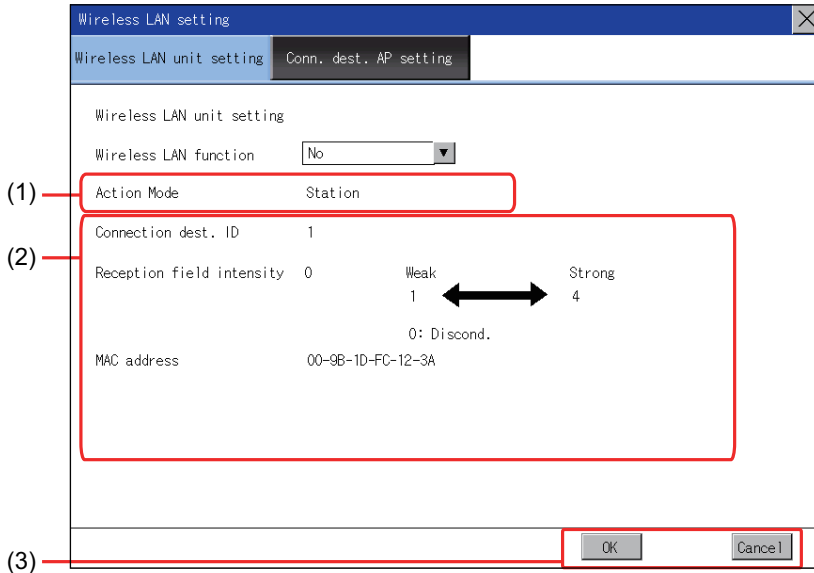 Wireless LAN setting
Wireless LAN unit setting Conn. dest. AP setting
Wireless LAN unit setting
Wireless LAN function No
(1) Action Mode Station
(2) Connection dest. ID 1
Reception field intensity 0 Weak Strong
1 4
0: Discond.
MAC address 00-9B-1D-FC-12-3A
(3) OK Cancel